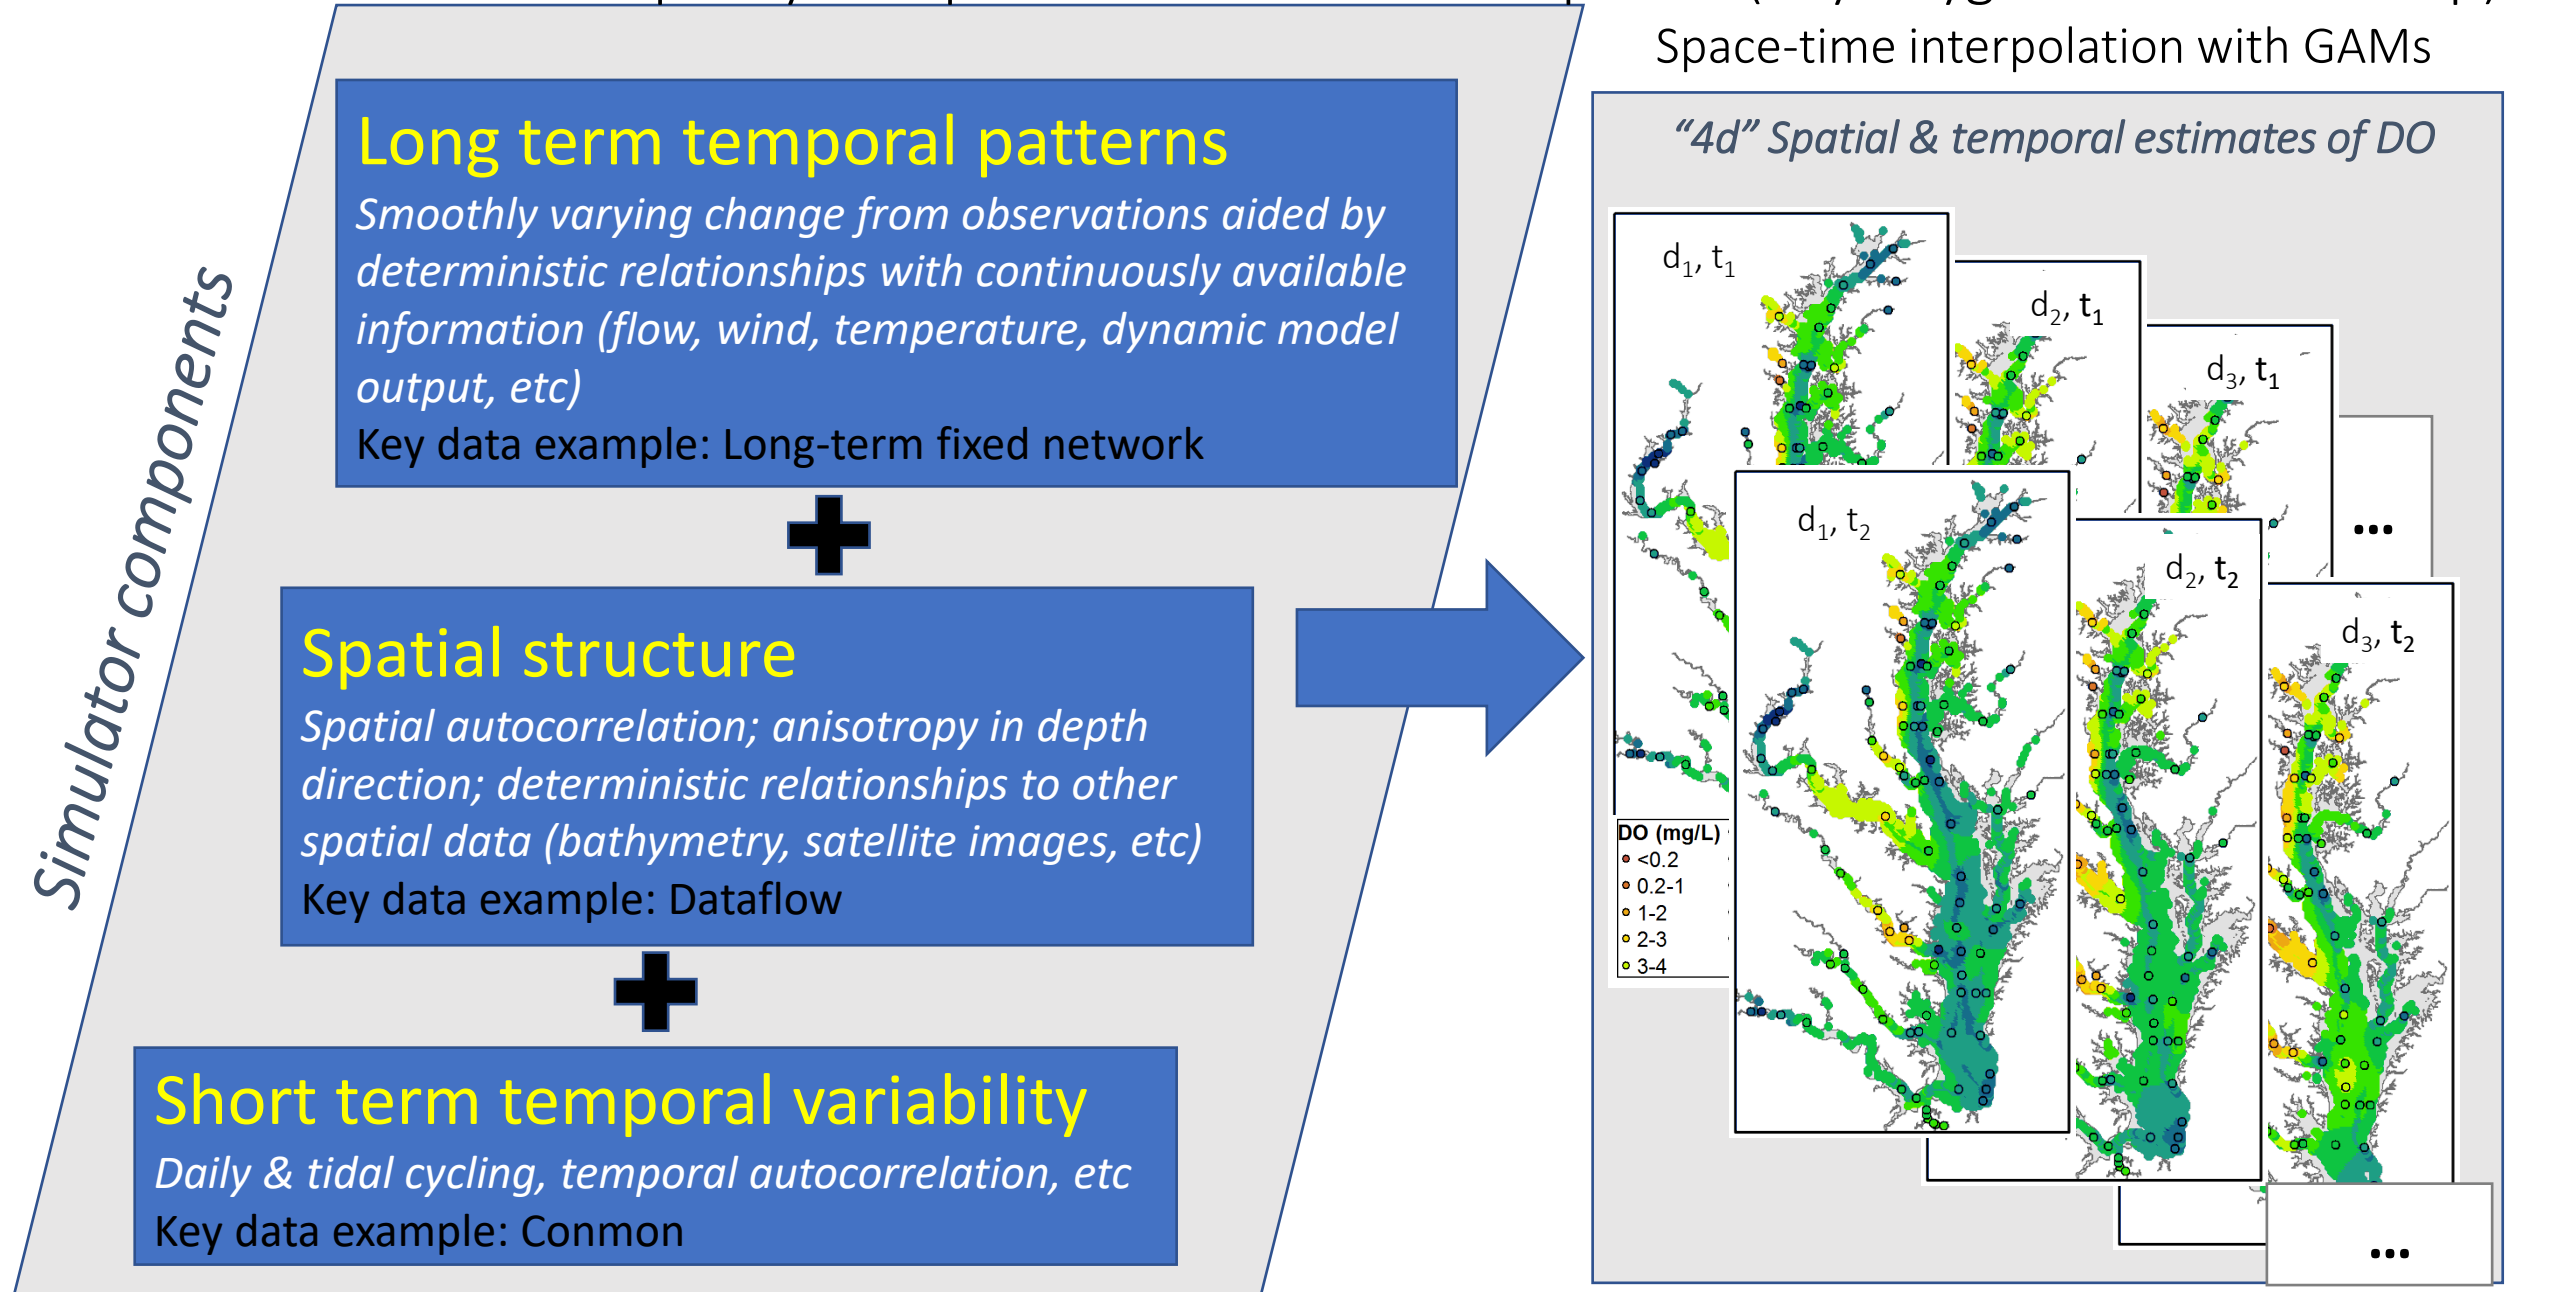 Space-time interpolation with GAMs
Simulator components
Long term temporal patterns
Smoothly varying change from observations aided by
deterministic relationships with continuously available
information (flow, wind, temperature, dynamic model
output, etc)
Key data example: Long-term fixed network
Spatial structure
Spatial autocorrelation; anisotropy in depth
direction; deterministic relationships to other
spatial data (bathymetry, satellite images, etc)
Key data example: Dataflow
Short term temporal variability
Daily & tidal cycling, temporal autocorrelation, etc
Key data example: Conmon
“4d” Spatial & temporal estimates of DO
d1, t1
d2, t1
d3, t1
...
d1, t2
d2, t2
d3, t2
...
DO (mg/L)
<0.2
0.2-1
1-2
2-3
3-4